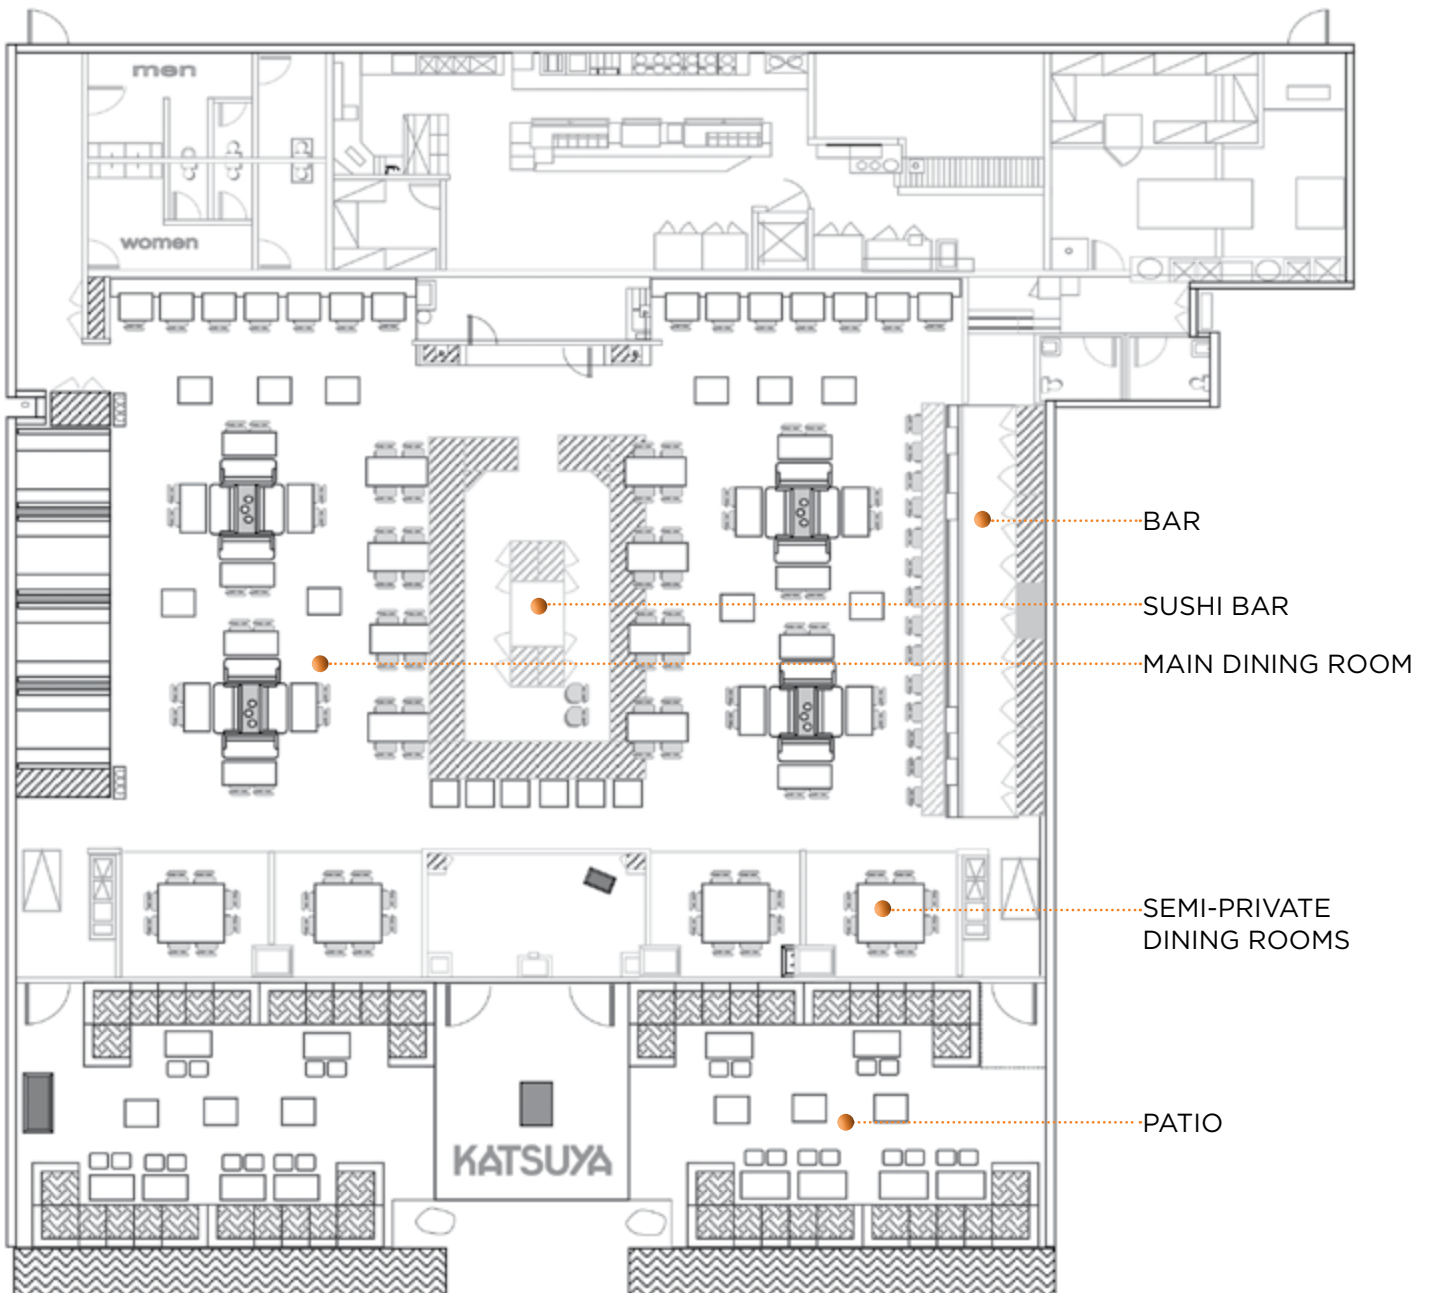 men
women
BAR
SUSHI BAR
MAIN DINING ROOM
SEMI-PRIVATE
DINING ROOMS
PATIO
KATSUYA